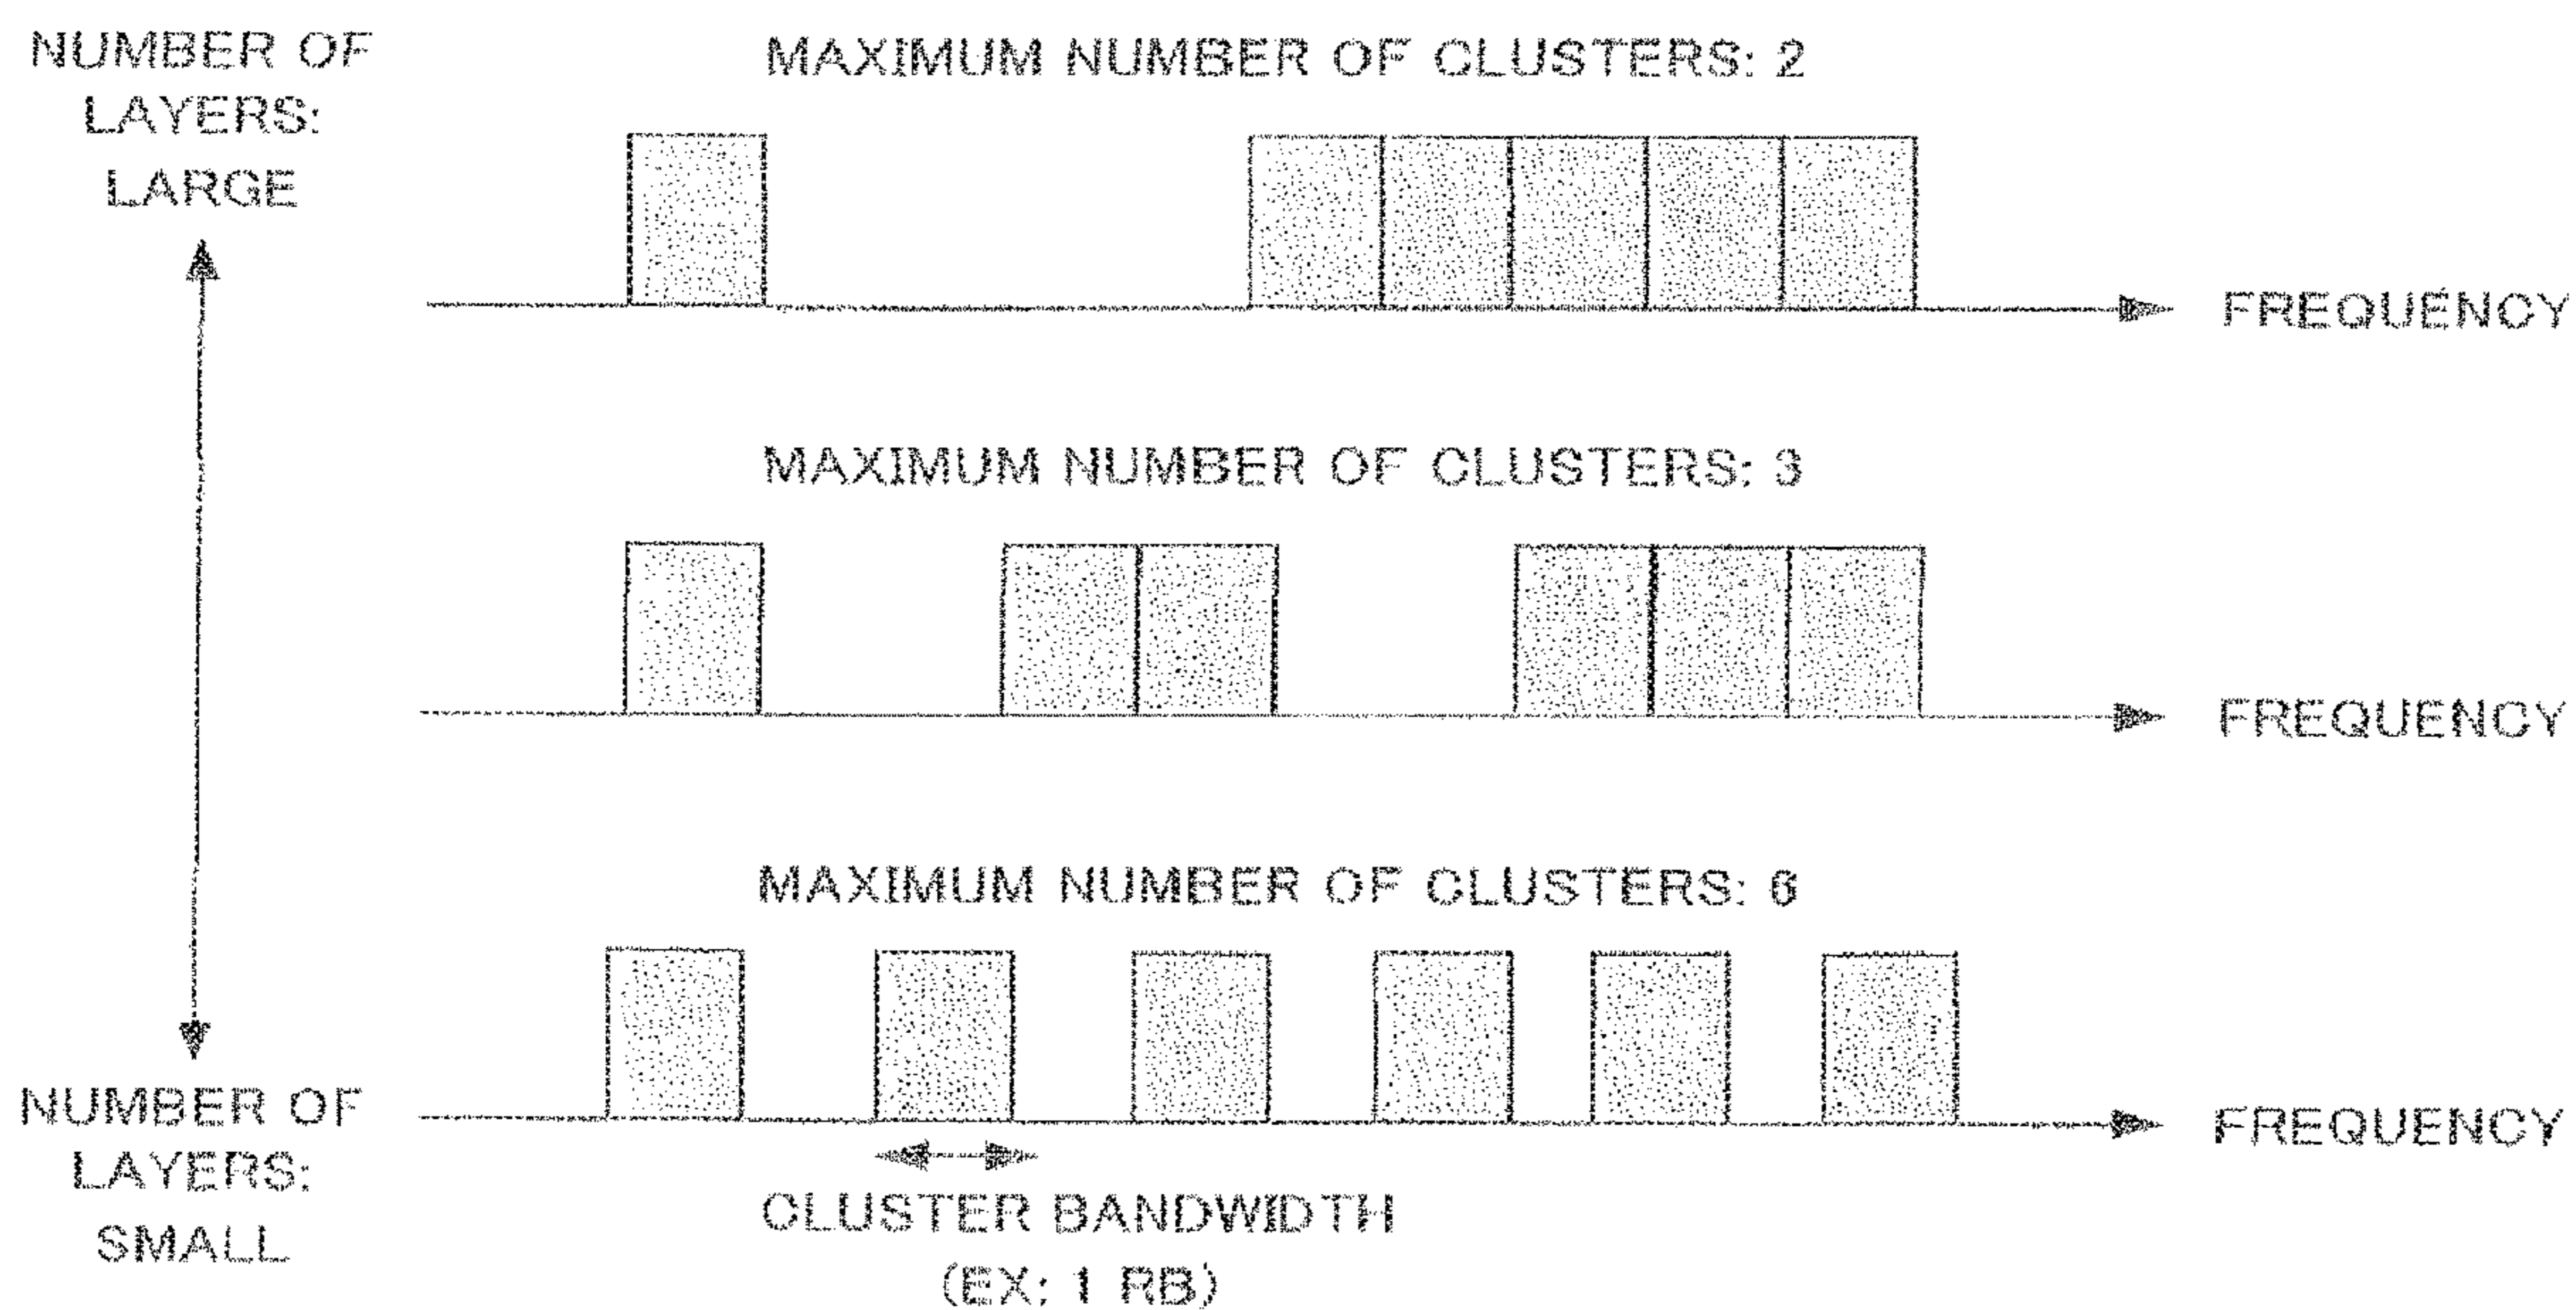 NUMBER OF
LAYERS:
LARGE
MAXIMUM NUMBER OF CLUSTERS: 2
FREQUENCY
MAXIMUM NUMBER OF CLUSTERS: 3
FREQUENCY
MAXIMUM NUMBER OF CLUSTERS: 6
FREQUENCY
NUMBER OF
LAYERS:
SMALL
CLUSTER BANDWIDTH
(EX: 1 RB)